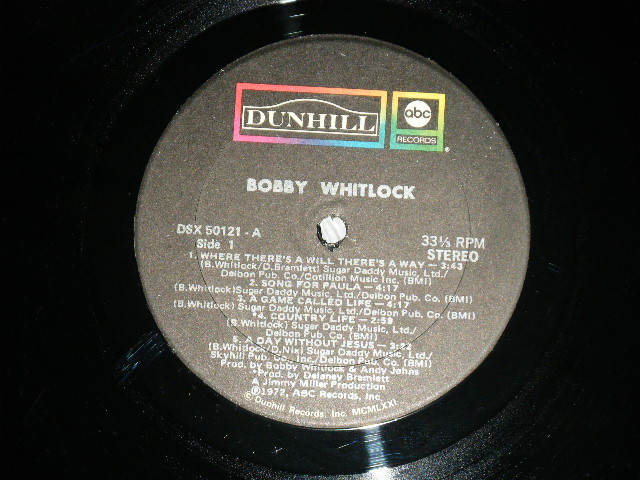 DUNHILL
abc
RECORDS
BOBBY WHITLOCK
DSX 50121 - A
Side 1
33⅓ RPM
STEREO
1. WHERE THERE'S A WILL THERE'S A WAY — 3:43
(B. Whitlock/D. Bramlett) Sugar Daddy Music, Ltd./
Delbon Pub. Co./Cotillion Music Inc. (BMI)
2. SONG FOR PAULA — 4:17
(B. Whitlock) Sugar Daddy Music, Ltd./Delbon Pub. Co. (BMI)
3. A GAME CALLED LIFE — 4:17
(B. Whitlock) Sugar Daddy Music, Ltd./Delbon Pub. Co. (BMI)
*4. COUNTRY LIFE — 2:59
(B. Whitlock) Sugar Daddy Music, Ltd./
Delbon Pub. Co. (BMI)
5. A DAY WITHOUT JESUS — 3:22
(B. Whitlock/D. Nix) Sugar Daddy Music, Ltd./
Skyhill Pub. Co., Inc./Delbon Pub. Co. (BMI)
Prod. by Bobby Whitlock & Andy Johns
*Prod. by Delaney Bramlett
A Jimmy Miller Production
℗1972, ABC Records, Inc.
© Dunhill Records, Inc. MCMLXXI